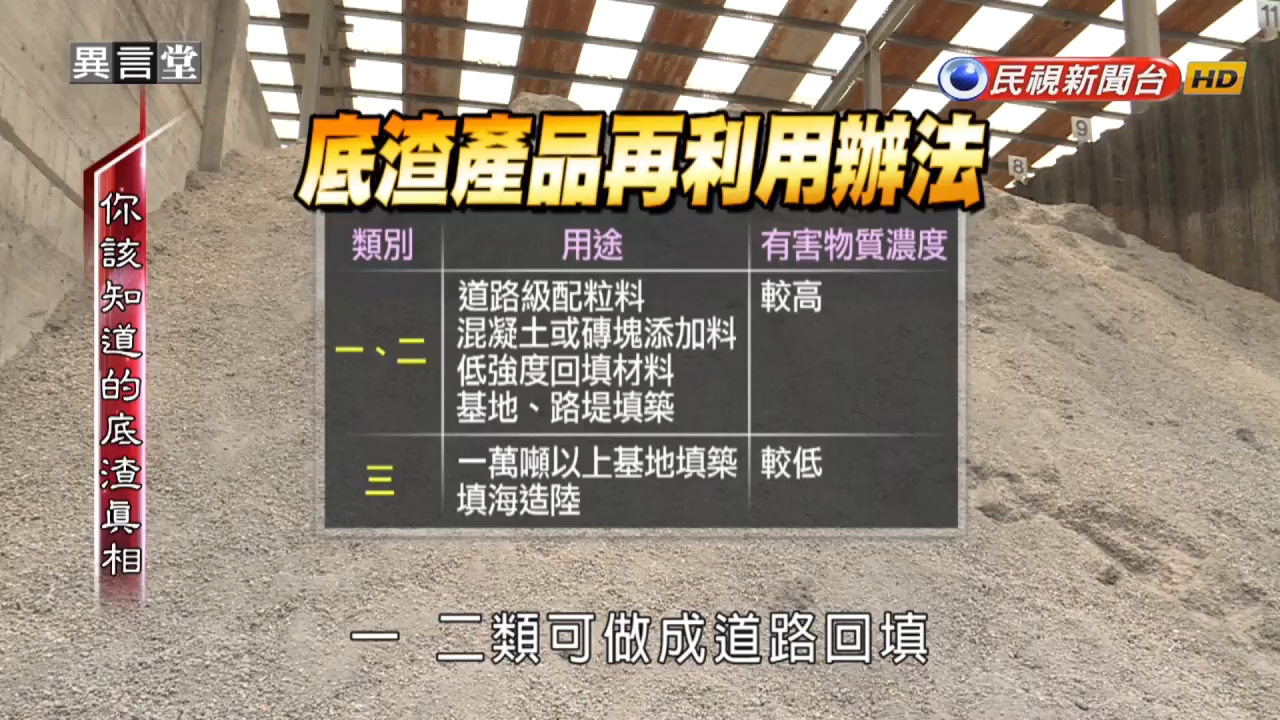 異言堂
民視新聞台 HD
11
9
8
底渣產品再利用辦法
你該知道的底渣真相
類別 用途 有害物質濃度
一、二
道路級配粒料 較高
混凝土或磚塊添加料
低強度回填材料
基地、路堤填築
三
一萬噸以上基地填築 較低
填海造陸
一 二類可做成道路回填